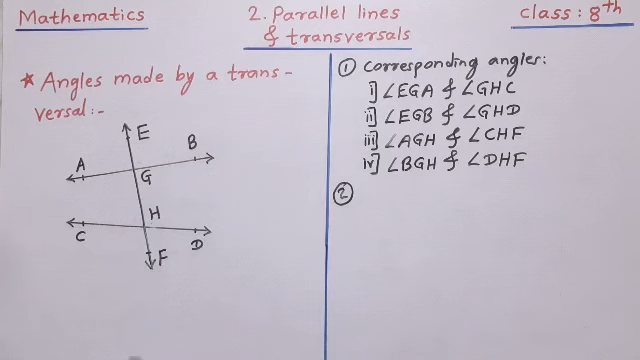 Mathematics
2. Parallel lines
& transversals
class: 8th
* Angles made by a trans-
versal:-
E
B
A
G
H
C
D
F
① corresponding angles:
i] ∠EGA & ∠GHC
ii] ∠EGB & ∠GHD
iii] ∠AGH & ∠CHF
iv] ∠BGH & ∠DHF
②